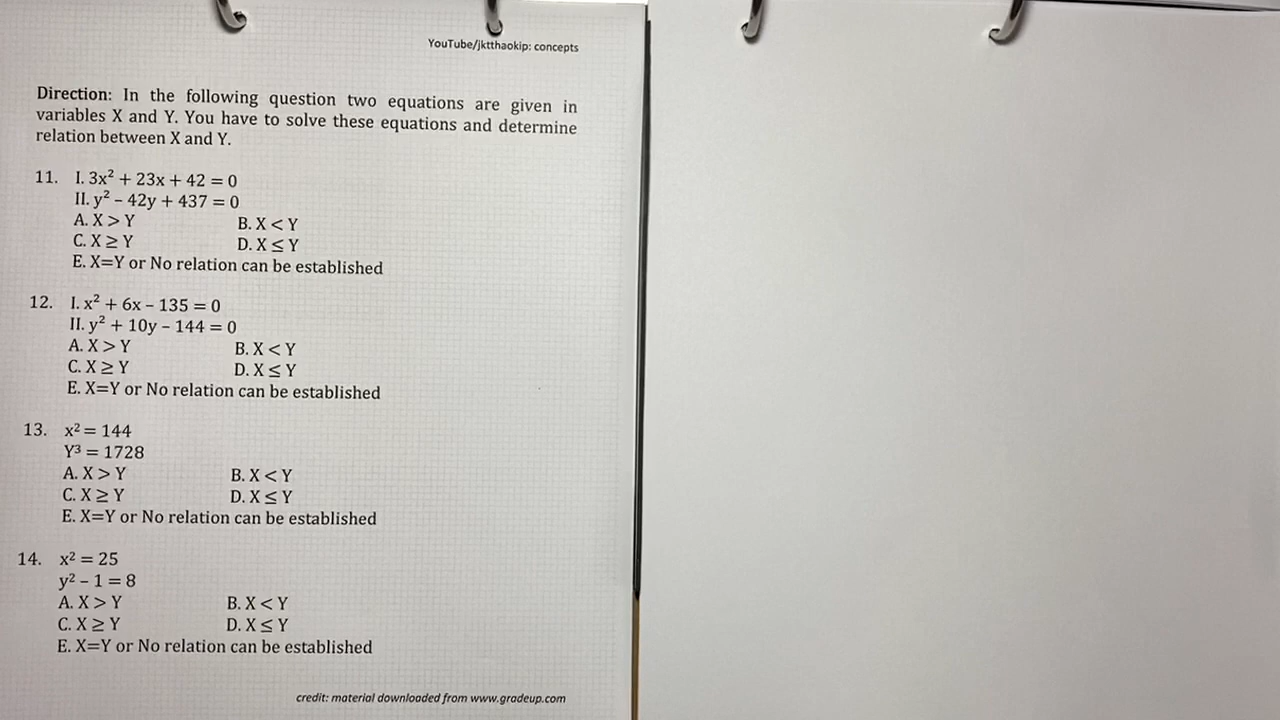 YouTube/jktthaokip: concepts
Direction: In the following question two equations are given in
variables X and Y. You have to solve these equations and determine
relation between X and Y.
11. I. 3x² + 23x + 42 = 0
II. y² – 42y + 437 = 0
A. X > Y B. X < Y
C. X ≥ Y D. X ≤ Y
E. X=Y or No relation can be established
12. I. x² + 6x – 135 = 0
II. y² + 10y – 144 = 0
A. X > Y B. X < Y
C. X ≥ Y D. X ≤ Y
E. X=Y or No relation can be established
13. x² = 144
Y³ = 1728
A. X > Y B. X < Y
C. X ≥ Y D. X ≤ Y
E. X=Y or No relation can be established
14. x² = 25
y² – 1 = 8
A. X > Y B. X < Y
C. X ≥ Y D. X ≤ Y
E. X=Y or No relation can be established
credit: material downloaded from www.gradeup.com